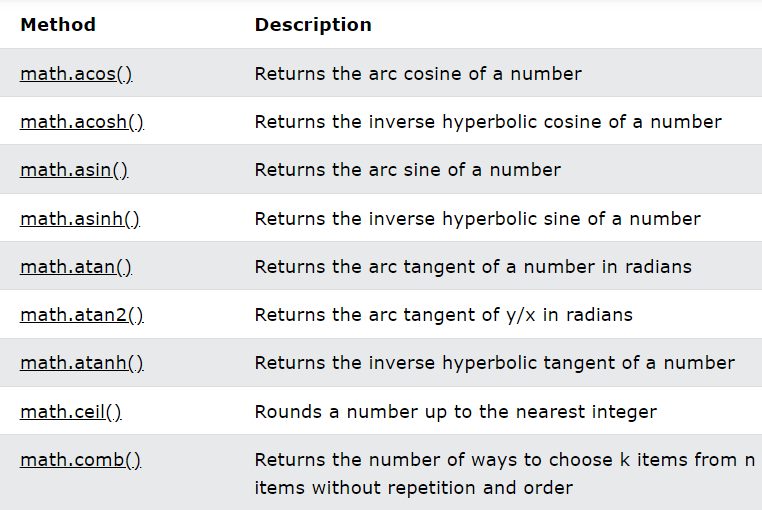 Method Description
math.acos() Returns the arc cosine of a number
math.acosh() Returns the inverse hyperbolic cosine of a number
math.asin() Returns the arc sine of a number
math.asinh() Returns the inverse hyperbolic sine of a number
math.atan() Returns the arc tangent of a number in radians
math.atan2() Returns the arc tangent of y/x in radians
math.atanh() Returns the inverse hyperbolic tangent of a number
math.ceil() Rounds a number up to the nearest integer
math.comb() Returns the number of ways to choose k items from n
items without repetition and order